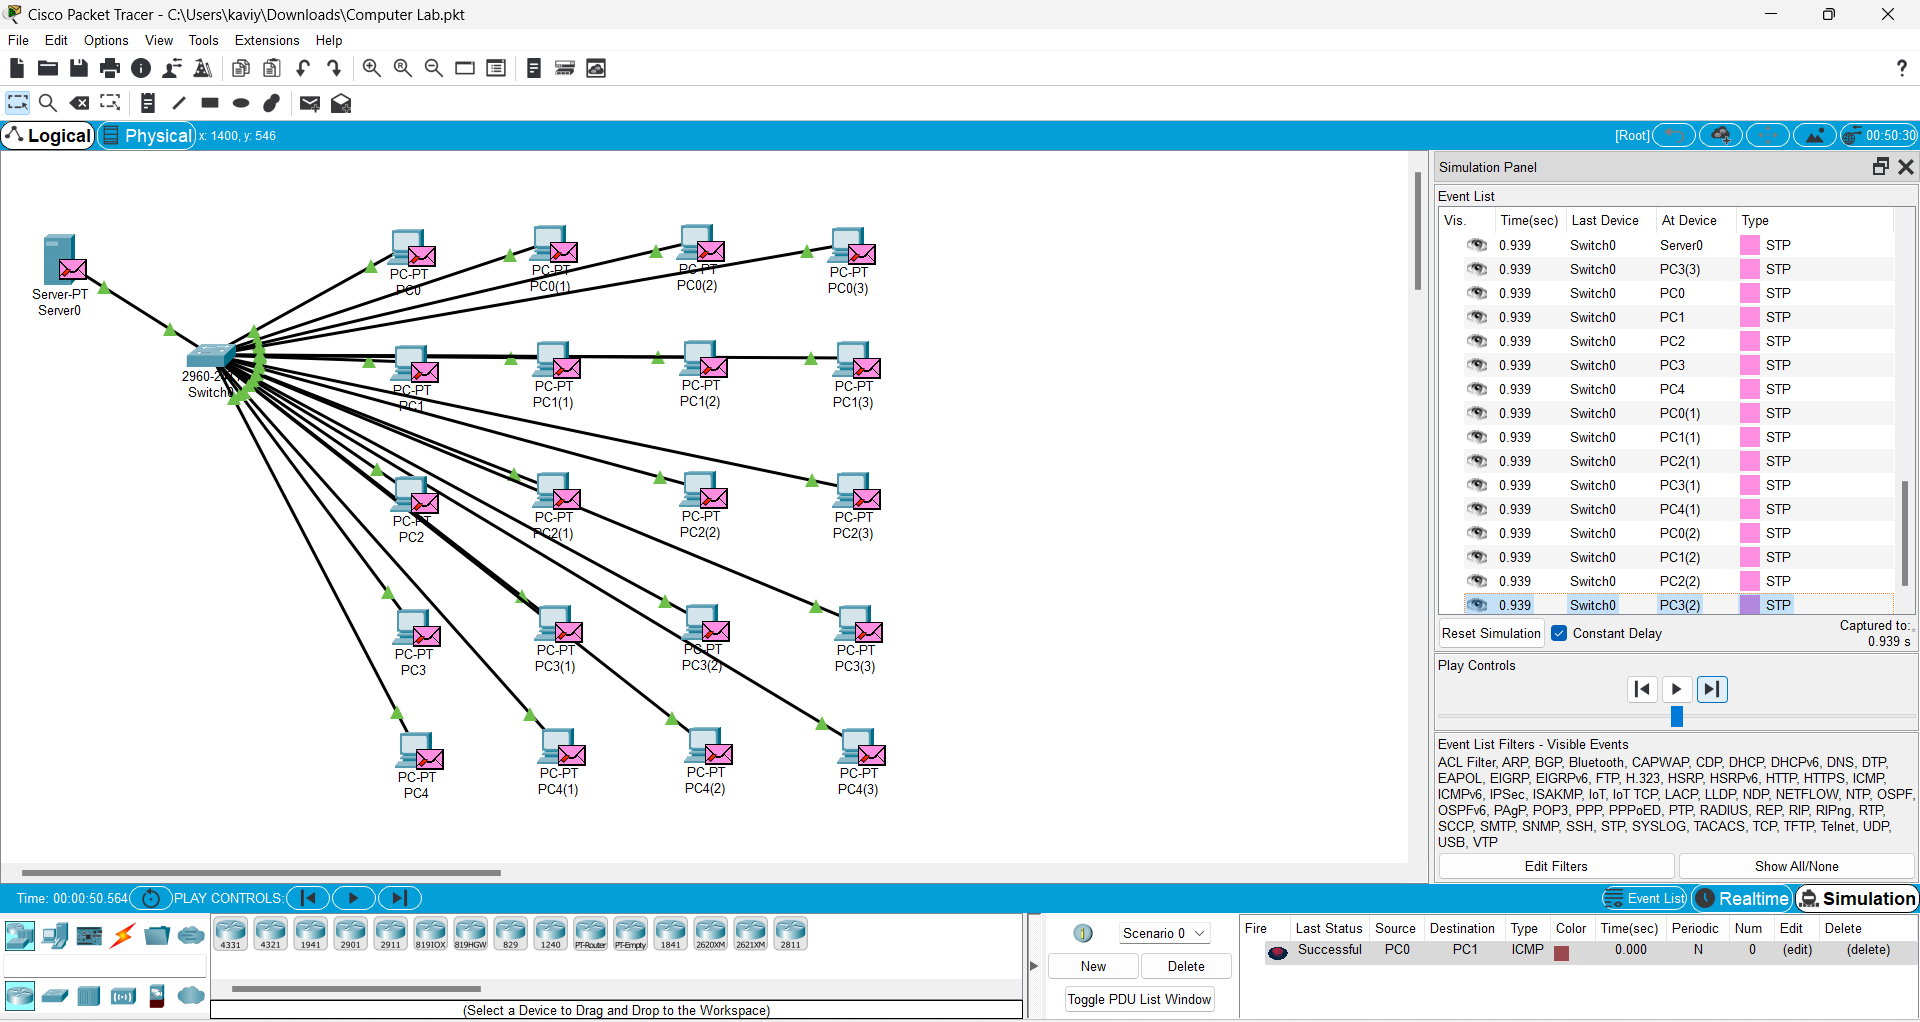 Cisco Packet Tracer - C:\Users\kaviy\Downloads\Computer Lab.pkt
File Edit Options View Tools Extensions Help
Logical Physical x: 1400, y: 546 [Root] 00:50:30
Server-PT
Server0
2960-2
Switch0
PC-PT
PC0
PC-PT
PC0(1)
PC-PT
PC0(2)
PC-PT
PC0(3)
PC-PT
PC1
PC-PT
PC1(1)
PC-PT
PC1(2)
PC-PT
PC1(3)
PC-PT
PC2
PC-PT
PC2(1)
PC-PT
PC2(2)
PC-PT
PC2(3)
PC-PT
PC3
PC-PT
PC3(1)
PC-PT
PC3(2)
PC-PT
PC3(3)
PC-PT
PC4
PC-PT
PC4(1)
PC-PT
PC4(2)
PC-PT
PC4(3)
Simulation Panel
Event List
Vis. Time(sec) Last Device At Device Type
0.939 Switch0 Server0 STP
0.939 Switch0 PC3(3) STP
0.939 Switch0 PC0 STP
0.939 Switch0 PC1 STP
0.939 Switch0 PC2 STP
0.939 Switch0 PC3 STP
0.939 Switch0 PC4 STP
0.939 Switch0 PC0(1) STP
0.939 Switch0 PC1(1) STP
0.939 Switch0 PC2(1) STP
0.939 Switch0 PC3(1) STP
0.939 Switch0 PC4(1) STP
0.939 Switch0 PC0(2) STP
0.939 Switch0 PC1(2) STP
0.939 Switch0 PC2(2) STP
0.939 Switch0 PC3(2) STP
Reset Simulation Constant Delay Captured to:
0.939 s
Play Controls
Event List Filters - Visible Events
ACL Filter, ARP, BGP, Bluetooth, CAPWAP, CDP, DHCP, DHCPv6, DNS, DTP,
EAPOL, EIGRP, EIGRPv6, FTP, H.323, HSRP, HSRPv6, HTTP, HTTPS, ICMP,
ICMPv6, IPSec, ISAKMP, IoT, IoT TCP, LACP, LLDP, NDP, NETFLOW, NTP, OSPF,
OSPFv6, PAgP, POP3, PPP, PPPoED, PTP, RADIUS, REP, RIP, RIPng, RTP,
SCCP, SMTP, SNMP, SSH, STP, SYSLOG, TACACS, TCP, TFTP, Telnet, UDP,
USB, VTP
Edit Filters Show All/None
Time: 00:00:50.564 PLAY CONTROLS: Event List Realtime Simulation
4331 4321 1941 2901 2911 819IOX 819HGW 829 1240 PT-Router PT-Empty 1841 2620XM 2621XM 2811
(Select a Device to Drag and Drop to the Workspace)
Scenario 0
New Delete
Toggle PDU List Window
Fire Last Status Source Destination Type Color Time(sec) Periodic Num Edit Delete
Successful PC0 PC1 ICMP 0.000 N 0 (edit) (delete)